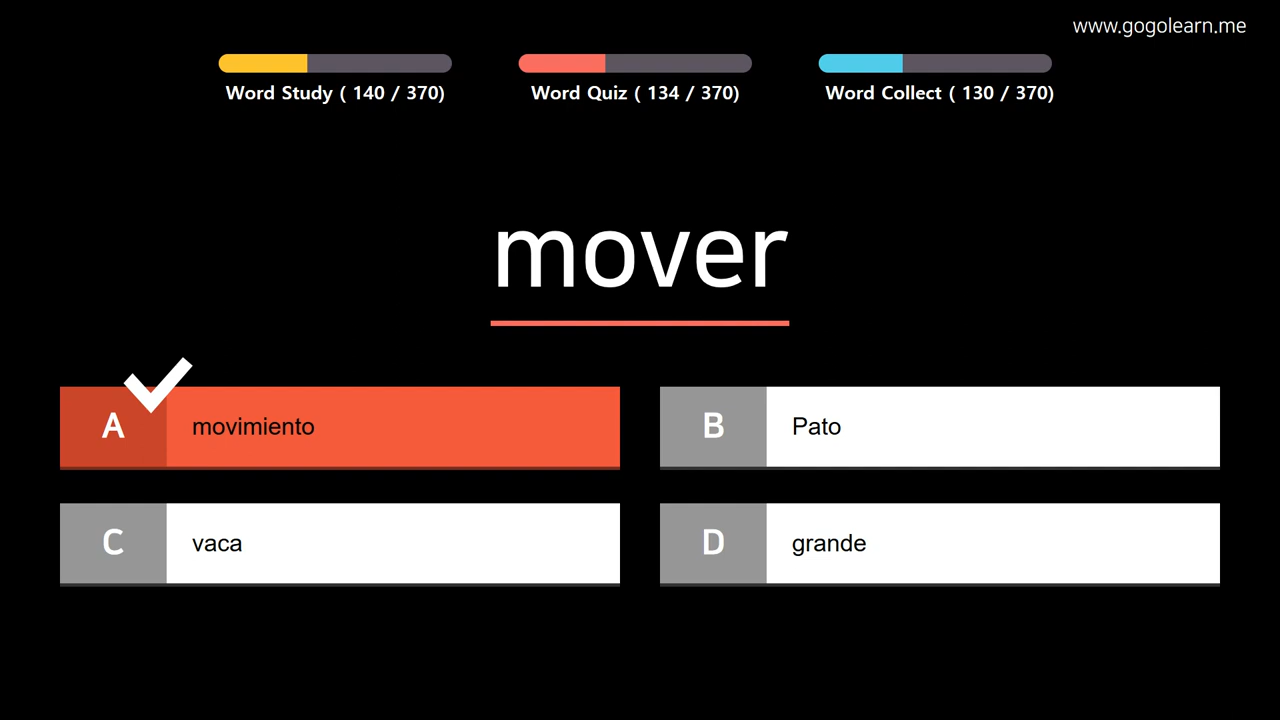 www.gogolearn.me
Word Study ( 140 / 370)
Word Quiz ( 134 / 370)
Word Collect ( 130 / 370)
mover
A movimiento
B Pato
C vaca
D grande